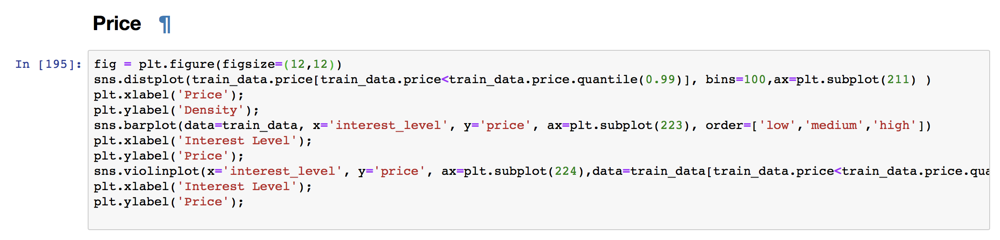 Price ¶
In [195]:
fig = plt.figure(figsize=(12,12))
sns.distplot(train_data.price[train_data.price<train_data.price.quantile(0.99)], bins=100,ax=plt.subplot(211) )
plt.xlabel('Price');
plt.ylabel('Density');
sns.barplot(data=train_data, x='interest_level', y='price', ax=plt.subplot(223), order=['low','medium','high'])
plt.xlabel('Interest Level');
plt.ylabel('Price');
sns.violinplot(x='interest_level', y='price', ax=plt.subplot(224),data=train_data[train_data.price<train_data.price.qua
plt.xlabel('Interest Level');
plt.ylabel('Price');